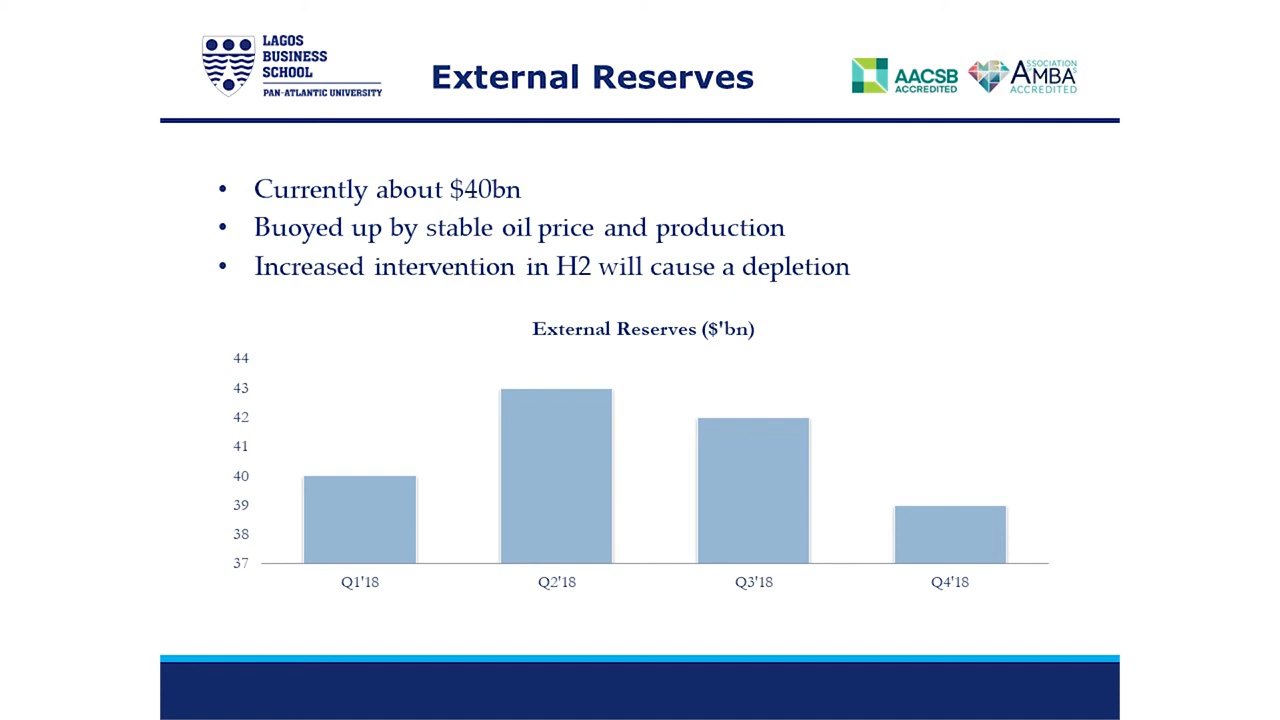 LAGOS
BUSINESS
SCHOOL
PAN-ATLANTIC UNIVERSITY
External Reserves
AACSB
ACCREDITED
ASSOCIATION
AMBAs
ACCREDITED
• Currently about $40bn
• Buoyed up by stable oil price and production
• Increased intervention in H2 will cause a depletion
External Reserves ($'bn)
44
43
42
41
40
39
38
37
Q1'18 Q2'18 Q3'18 Q4'18